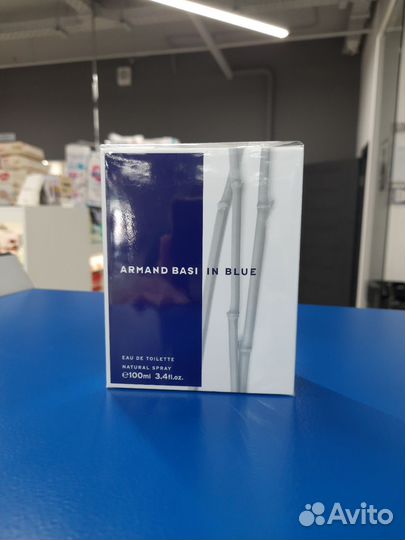 ARMAND BASI IN BLUE
EAU DE TOILETTE
NATURAL SPRAY
℮100ml 3.4fl.oz.
Avito